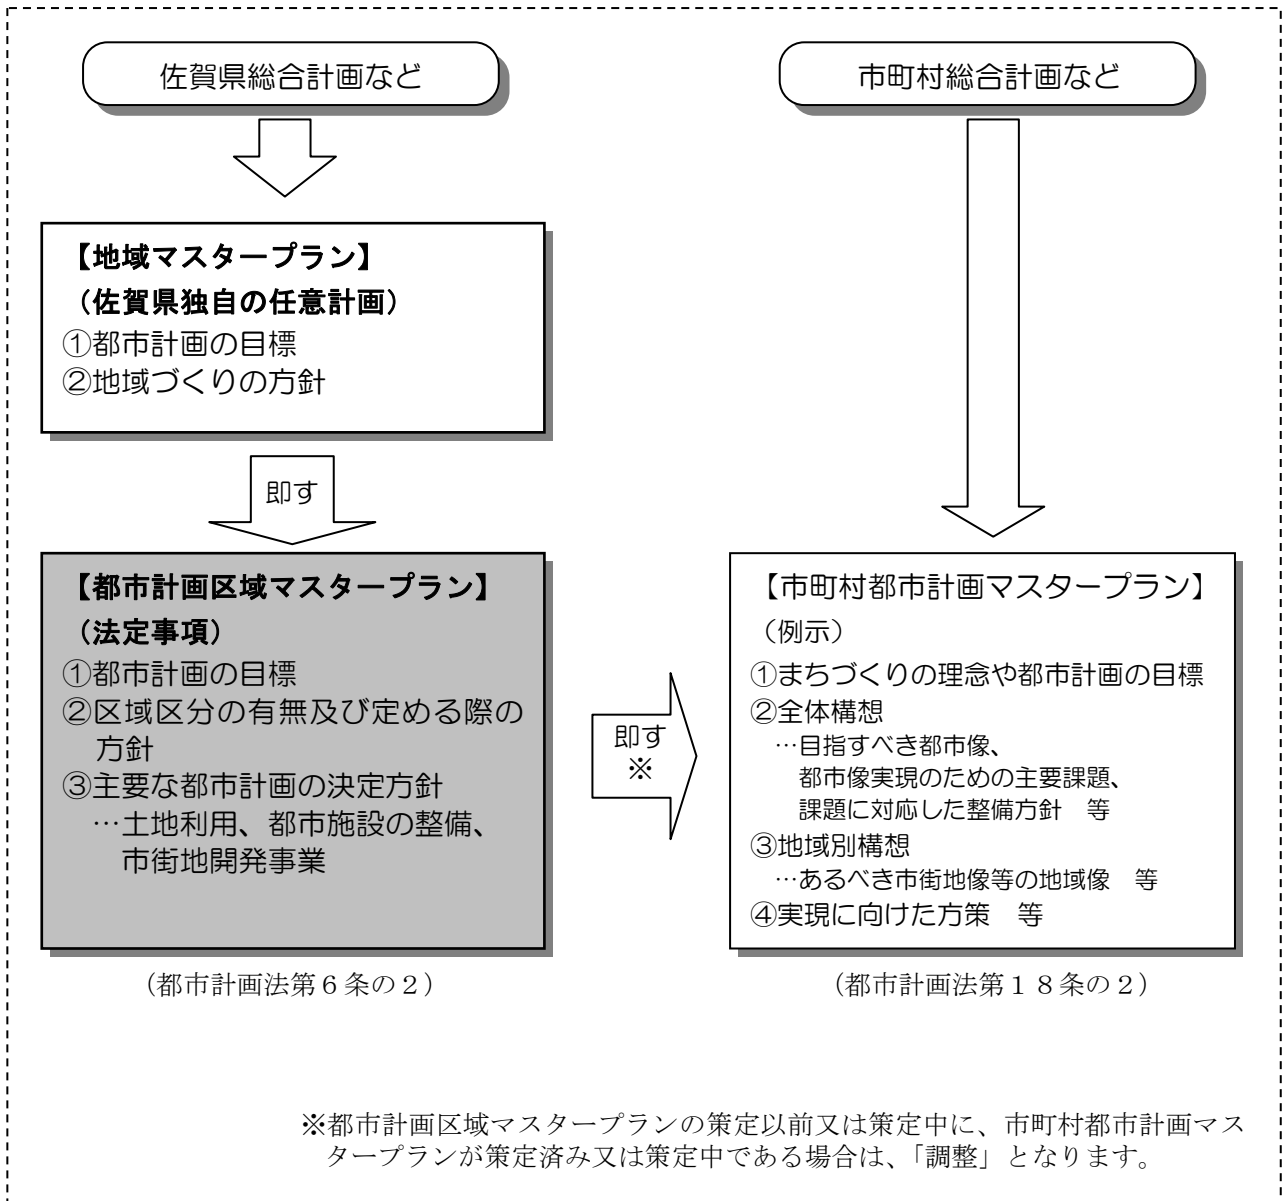 佐賀県総合計画など
市町村総合計画など
【地域マスタープラン】
（佐賀県独自の任意計画）
①都市計画の目標
②地域づくりの方針
即す
【都市計画区域マスタープラン】
（法定事項）
①都市計画の目標
②区域区分の有無及び定める際の
方針
③主要な都市計画の決定方針
…土地利用、都市施設の整備、
市街地開発事業
（都市計画法第６条の２）
即す
※
【市町村都市計画マスタープラン】
（例示）
①まちづくりの理念や都市計画の目標
②全体構想
…目指すべき都市像、
都市像実現のための主要課題、
課題に対応した整備方針　等
③地域別構想
…あるべき市街地像等の地域像　等
④実現に向けた方策　等
（都市計画法第１８条の２）
※都市計画区域マスタープランの策定以前又は策定中に、市町村都市計画マス
タープランが策定済み又は策定中である場合は、「調整」となります。